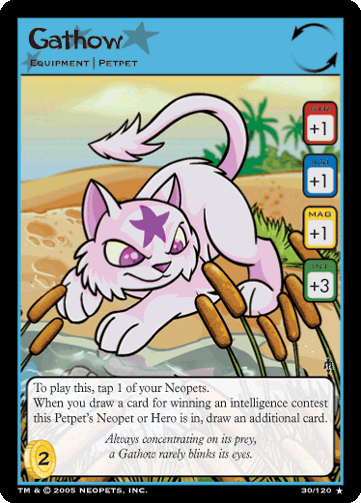 Gathow
EQUIPMENT | PETPET
STR
+1
AGI
+1
MAG
+1
INT
+3
To play this, tap 1 of your Neopets.
When you draw a card for winning an intelligence contest
this Petpet's Neopet or Hero is in, draw an additional card.
Always concentrating on its prey,
a Gathow rarely blinks its eyes.
2
TM & © 2005 NEOPETS, INC.
30/120 ★